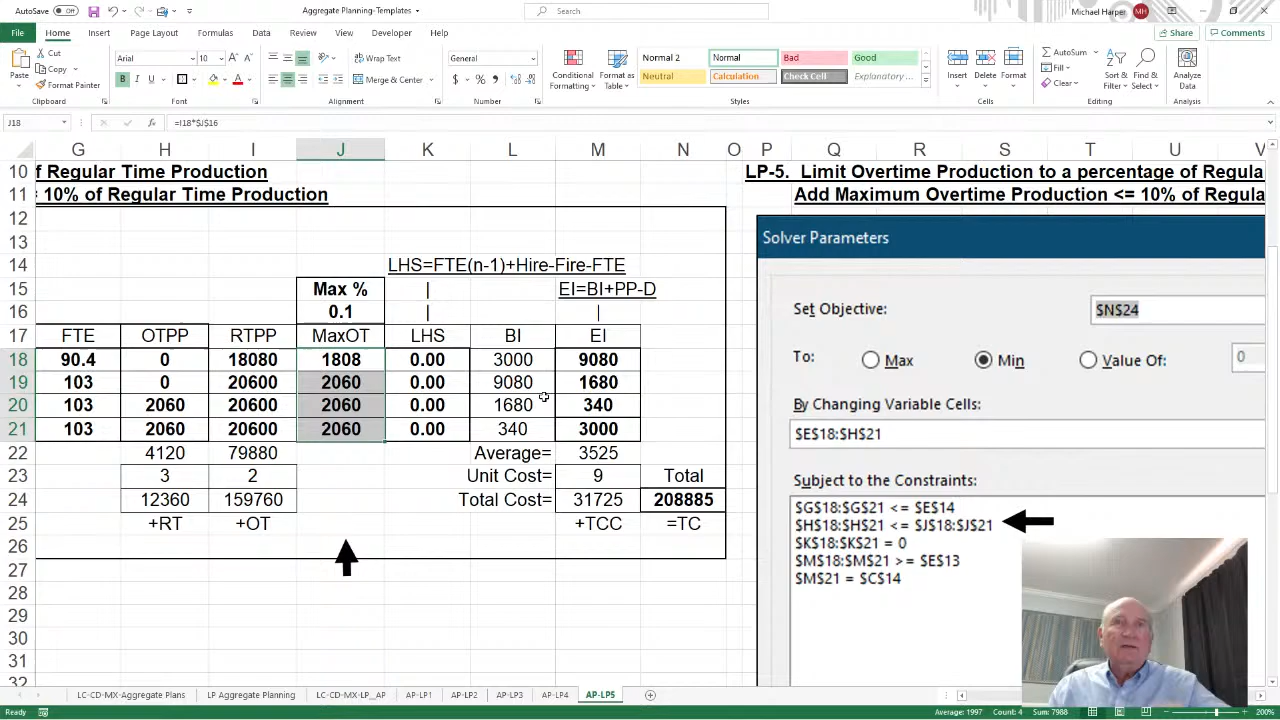 AutoSave Off Aggregate Planning-Templates Search Michael Harper MH
File Home Insert Page Layout Formulas Data Review View Developer Help Share Comments
Paste Cut Copy Format Painter Clipboard
Arial 10 B I U Font
Wrap Text Merge & Center Alignment
General $ % Number
Conditional Formatting Format as Table
Normal 2 Normal Bad Good
Neutral Calculation Check Cell Explanatory ...
Styles
Insert Delete Format Cells
AutoSum Fill Clear Sort & Filter Find & Select Editing
Analyze Data Analysis
J18 =I18*$J$16
G H I J K L M N O P Q R S T U V
10 f Regular Time Production LP-5. Limit Overtime Production to a percentage of Regula
11 : 10% of Regular Time Production Add Maximum Overtime Production <= 10% of Regula
12
13 Solver Parameters
14 LHS=FTE(n-1)+Hire-Fire-FTE
15 Max % | EI=BI+PP-D
16 0.1 | | Set Objective: $N$24
17 FTE OTPP RTPP MaxOT LHS BI EI
18 90.4 0 18080 1808 0.00 3000 9080 To: Max Min Value Of: 0
19 103 0 20600 2060 0.00 9080 1680
20 103 2060 20600 2060 0.00 1680 340 By Changing Variable Cells:
21 103 2060 20600 2060 0.00 340 3000 $E$18:$H$21
22 4120 79880 Average= 3525
23 3 2 Unit Cost= 9 Total Subject to the Constraints:
24 12360 159760 Total Cost= 31725 208885 $G$18:$G$21 <= $E$14
25 +RT +OT +TCC =TC $H$18:$H$21 <= $J$18:$J$21
26 $K$18:$K$21 = 0
27 $M$18:$M$21 >= $E$13
28 $M$21 = $C$14
29
30
31
32
LC-CD-MX-Aggregate Plans LP Aggregate Planning LC-CD-MX-LP_AP AP-LP1 AP-LP2 AP-LP3 AP-LP4 AP-LP5
Ready Average: 1997 Count: 4 Sum: 7988 200%